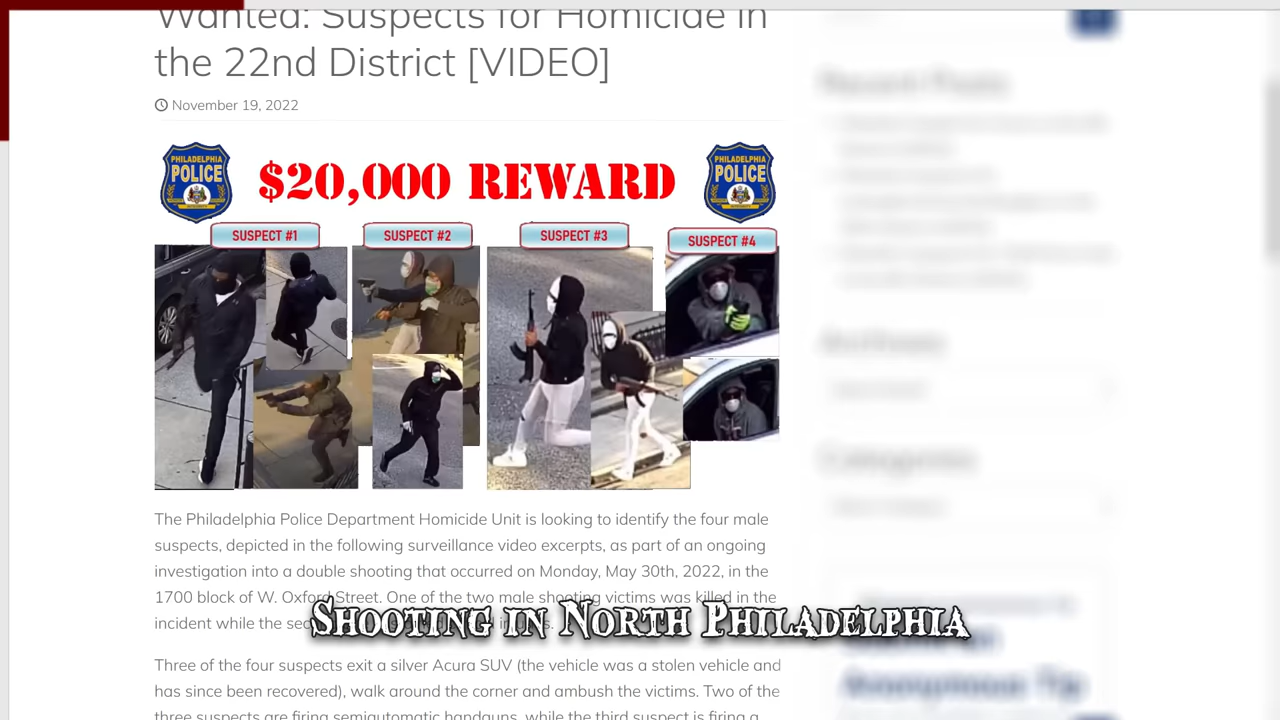 Wanted: Suspects for Homicide in
the 22nd District [VIDEO]
November 19, 2022
PHILADELPHIA
POLICE
$20,000 REWARD
PHILADELPHIA
POLICE
SUSPECT #1
SUSPECT #2
SUSPECT #3
SUSPECT #4
The Philadelphia Police Department Homicide Unit is looking to identify the four male
suspects, depicted in the following surveillance video excerpts, as part of an ongoing
investigation into a double shooting that occurred on Monday, May 30th, 2022, in the
1700 block of W. Oxford Street. One of the two male shooting victims was killed in the
incident while the
Shooting in North Philadelphia
Three of the four suspects exit a silver Acura SUV (the vehicle was a stolen vehicle and
has since been recovered), walk around the corner and ambush the victims. Two of the
three suspects are firing semiautomatic handguns, while the third suspect is firing a
Recent Posts
Archives
Categories
Anonymous Tip